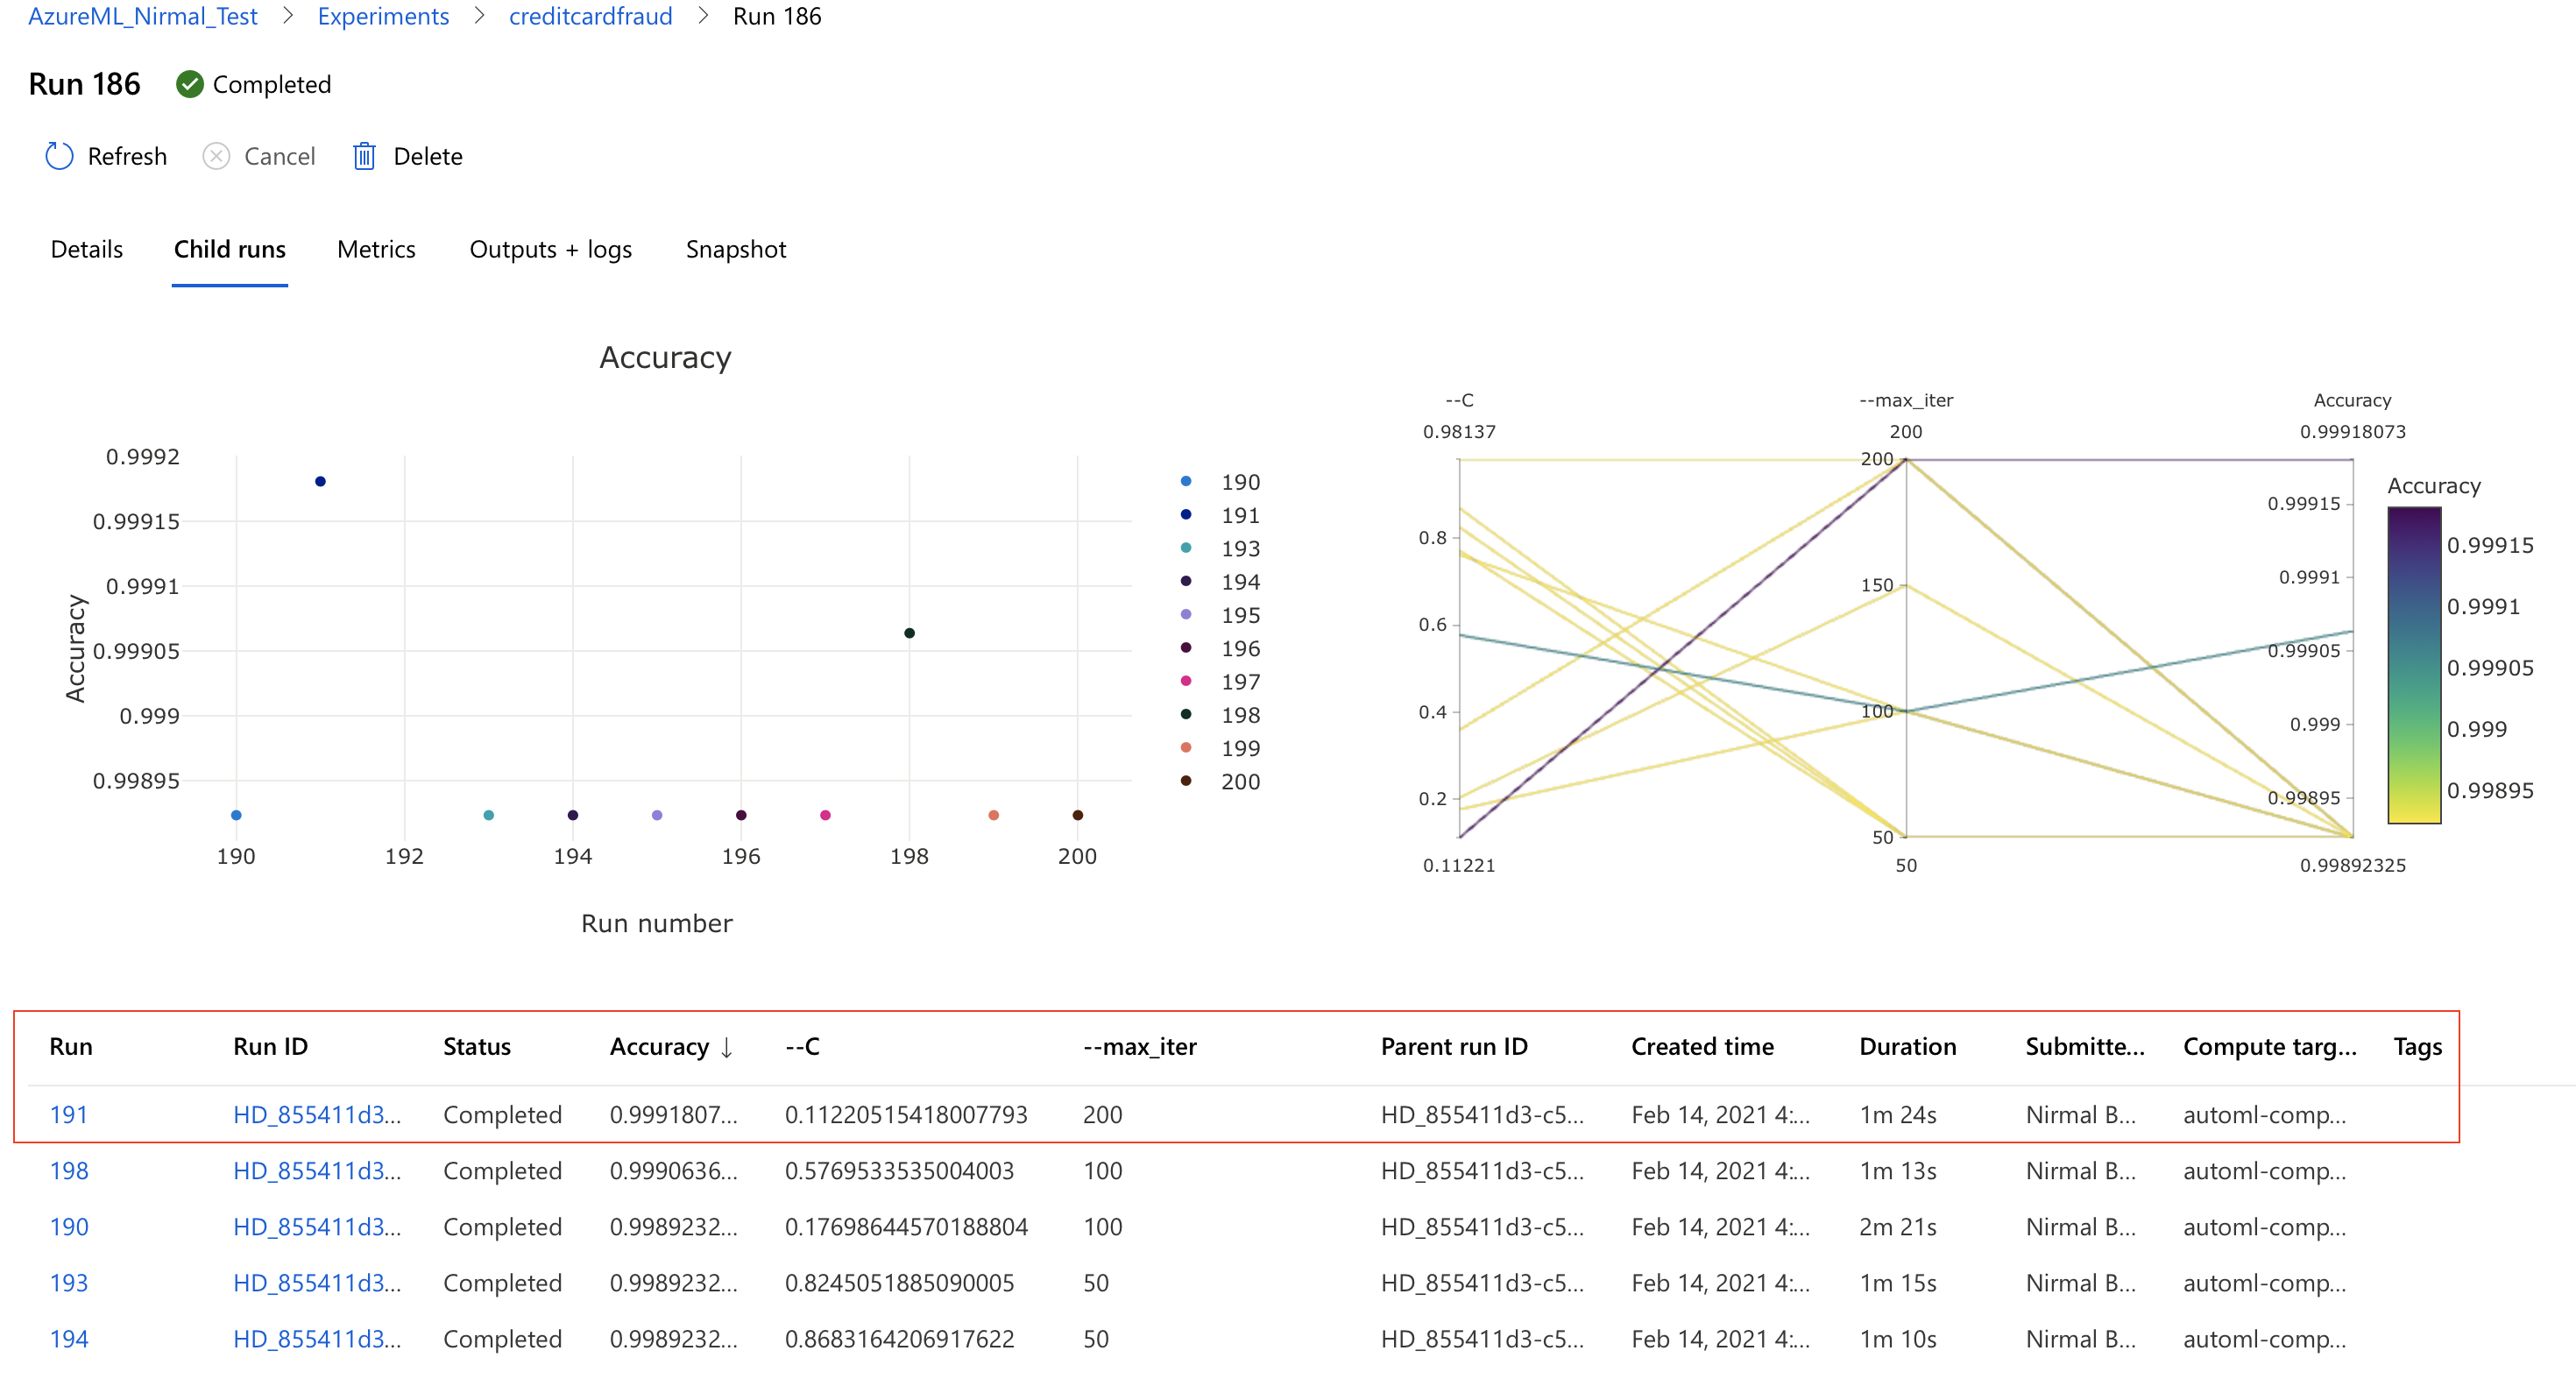 AzureML_Nirmal_Test > Experiments > creditcardfraud > Run 186
Run 186 Completed
Refresh Cancel Delete
Details Child runs Metrics Outputs + logs Snapshot
Accuracy
0.9992
0.99915
0.9991
0.99905
0.999
0.99895
Accuracy
190 192 194 196 198 200
Run number
190
191
193
194
195
196
197
198
199
200
--C --max_iter Accuracy
0.98137 200 0.99918073
0.8
0.6
0.4
0.2
200
150
100
50
0.99915
0.9991
0.99905
0.999
0.99895
0.11221 50 0.99892325
Accuracy
0.99915
0.9991
0.99905
0.999
0.99895
Run Run ID Status Accuracy ↓ --C --max_iter Parent run ID Created time Duration Submitte... Compute targ... Tags
191 HD_855411d3... Completed 0.9991807... 0.11220515418007793 200 HD_855411d3-c5... Feb 14, 2021 4:... 1m 24s Nirmal B... automl-comp...
198 HD_855411d3... Completed 0.9990636... 0.5769533535004003 100 HD_855411d3-c5... Feb 14, 2021 4:... 1m 13s Nirmal B... automl-comp...
190 HD_855411d3... Completed 0.9989232... 0.17698644570188804 100 HD_855411d3-c5... Feb 14, 2021 4:... 2m 21s Nirmal B... automl-comp...
193 HD_855411d3... Completed 0.9989232... 0.8245051885090005 50 HD_855411d3-c5... Feb 14, 2021 4:... 1m 15s Nirmal B... automl-comp...
194 HD_855411d3... Completed 0.9989232... 0.8683164206917622 50 HD_855411d3-c5... Feb 14, 2021 4:... 1m 10s Nirmal B... automl-comp...